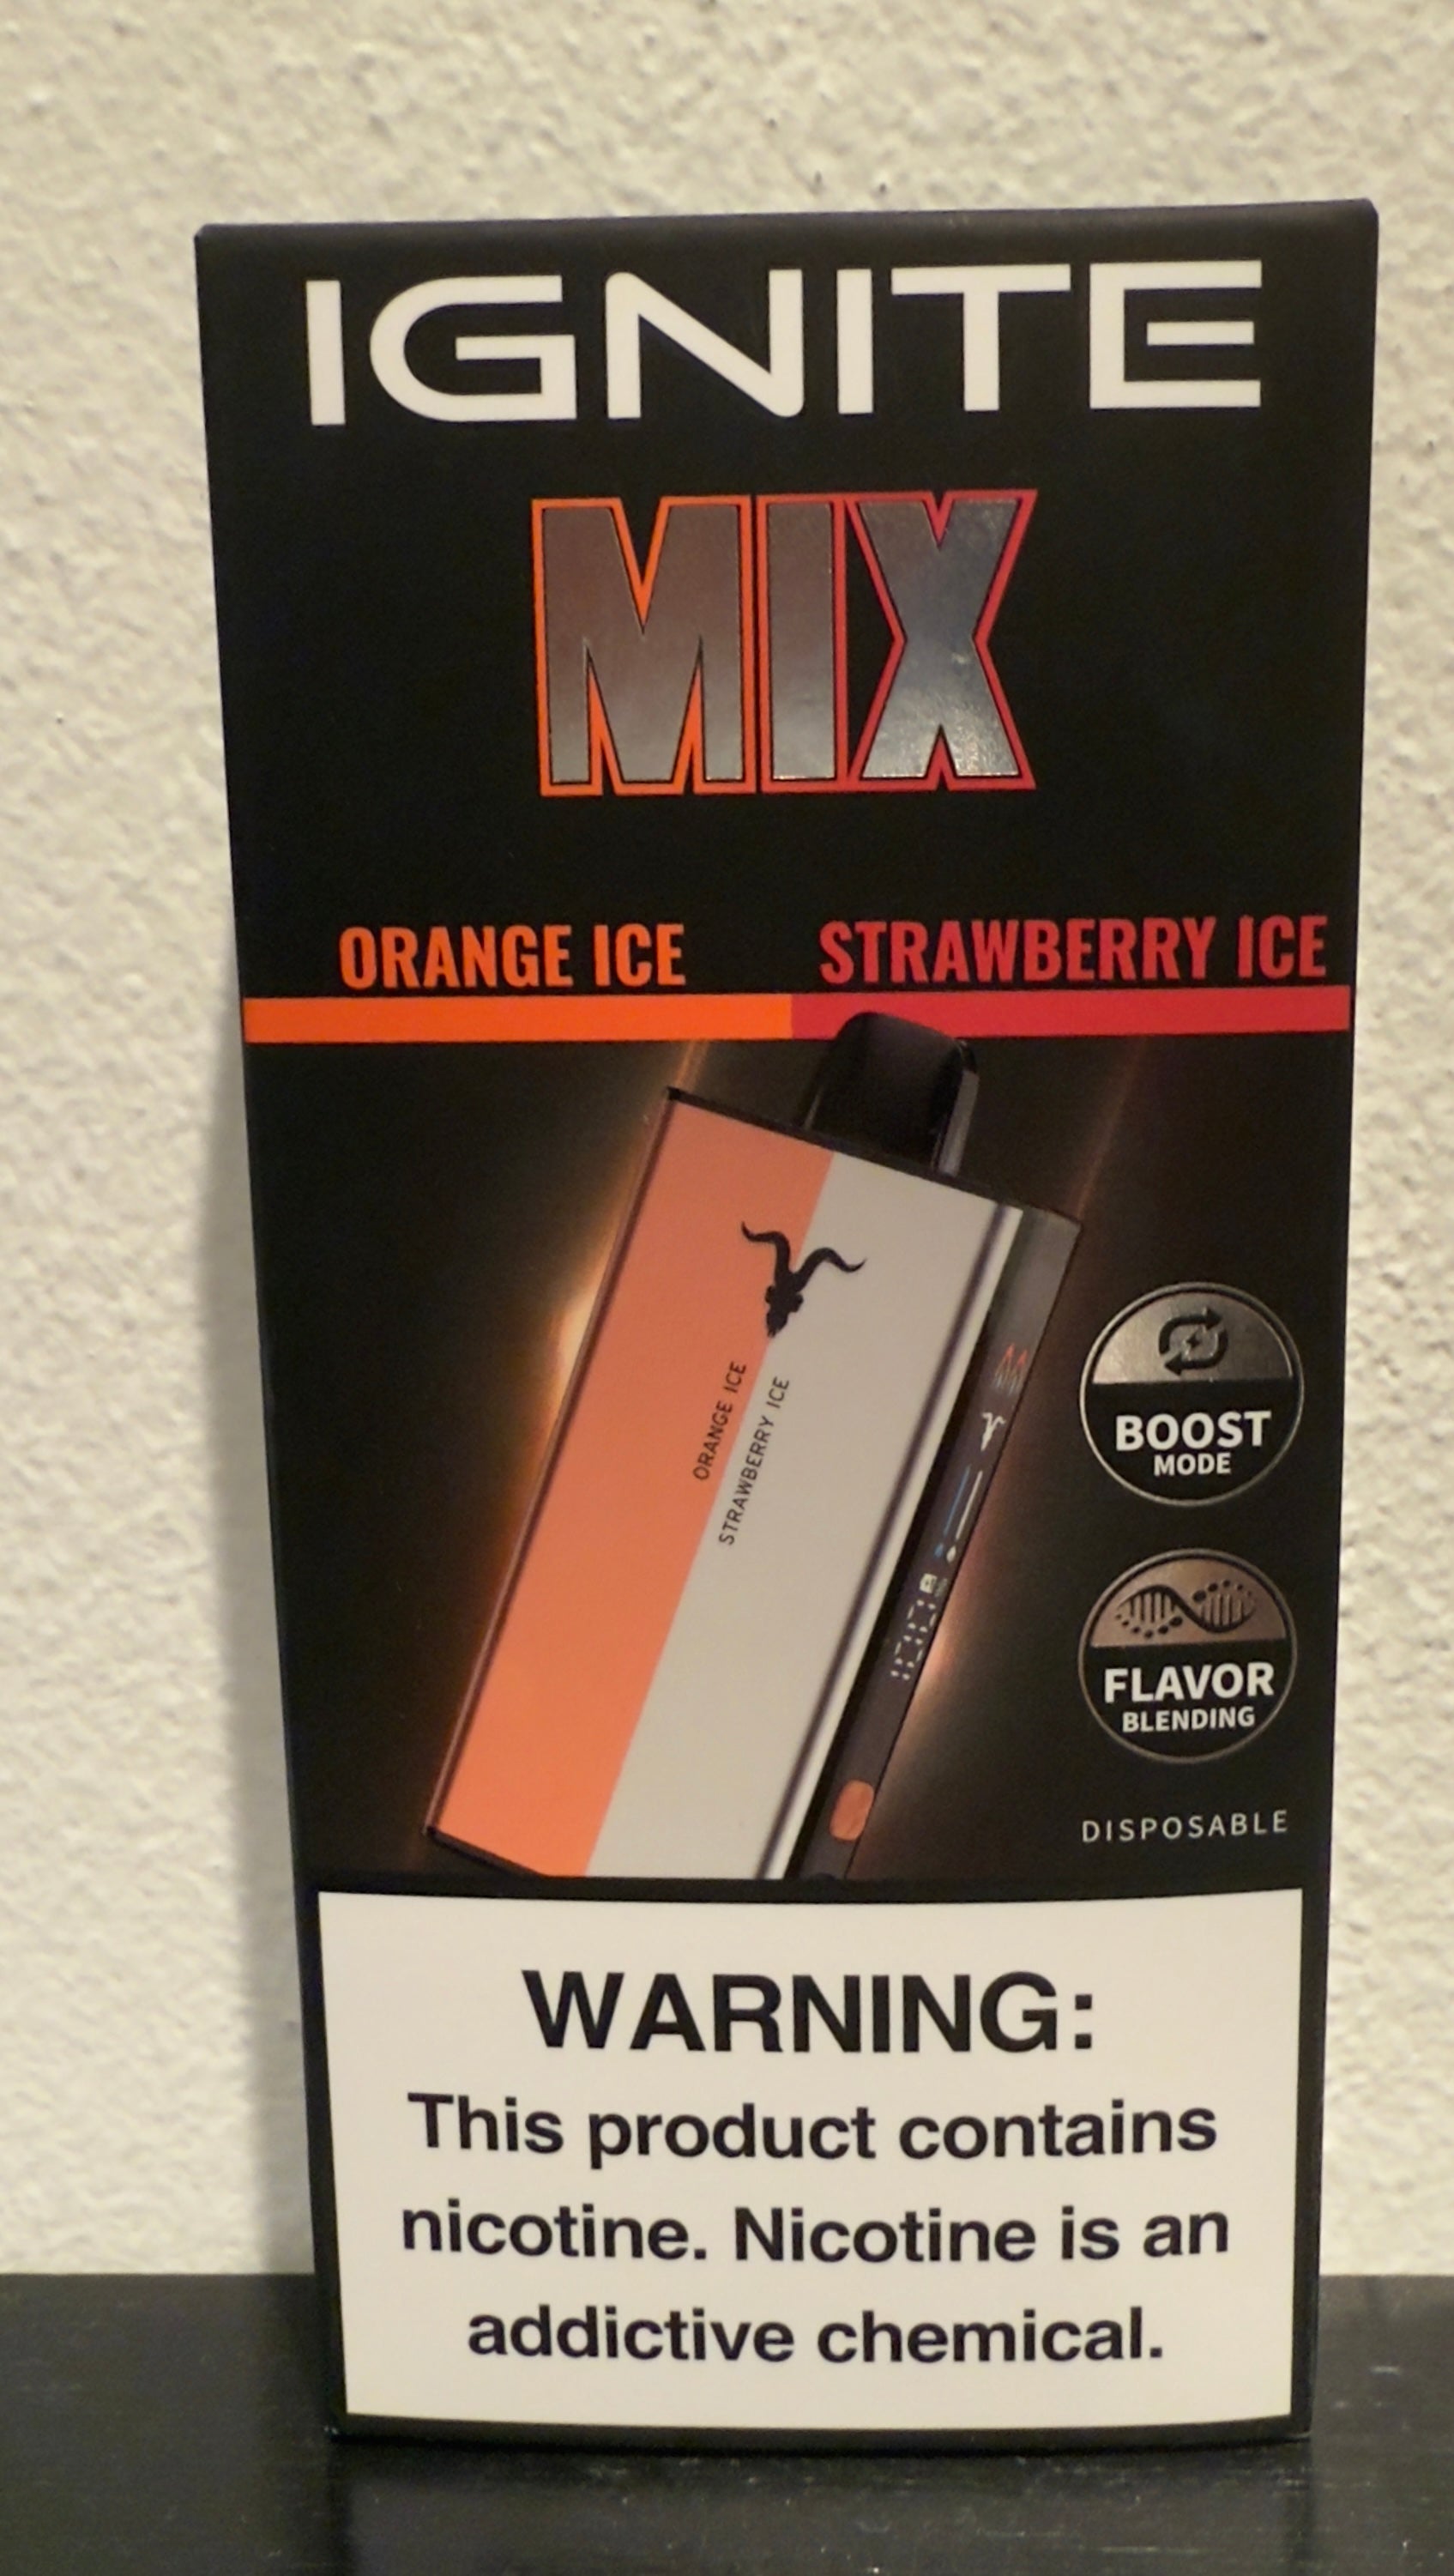 IGNITE
MIX
ORANGE ICE
STRAWBERRY ICE
ORANGE ICE
STRAWBERRY ICE
BOOST
MODE
FLAVOR
BLENDING
DISPOSABLE
WARNING:
This product contains
nicotine. Nicotine is an
addictive chemical.